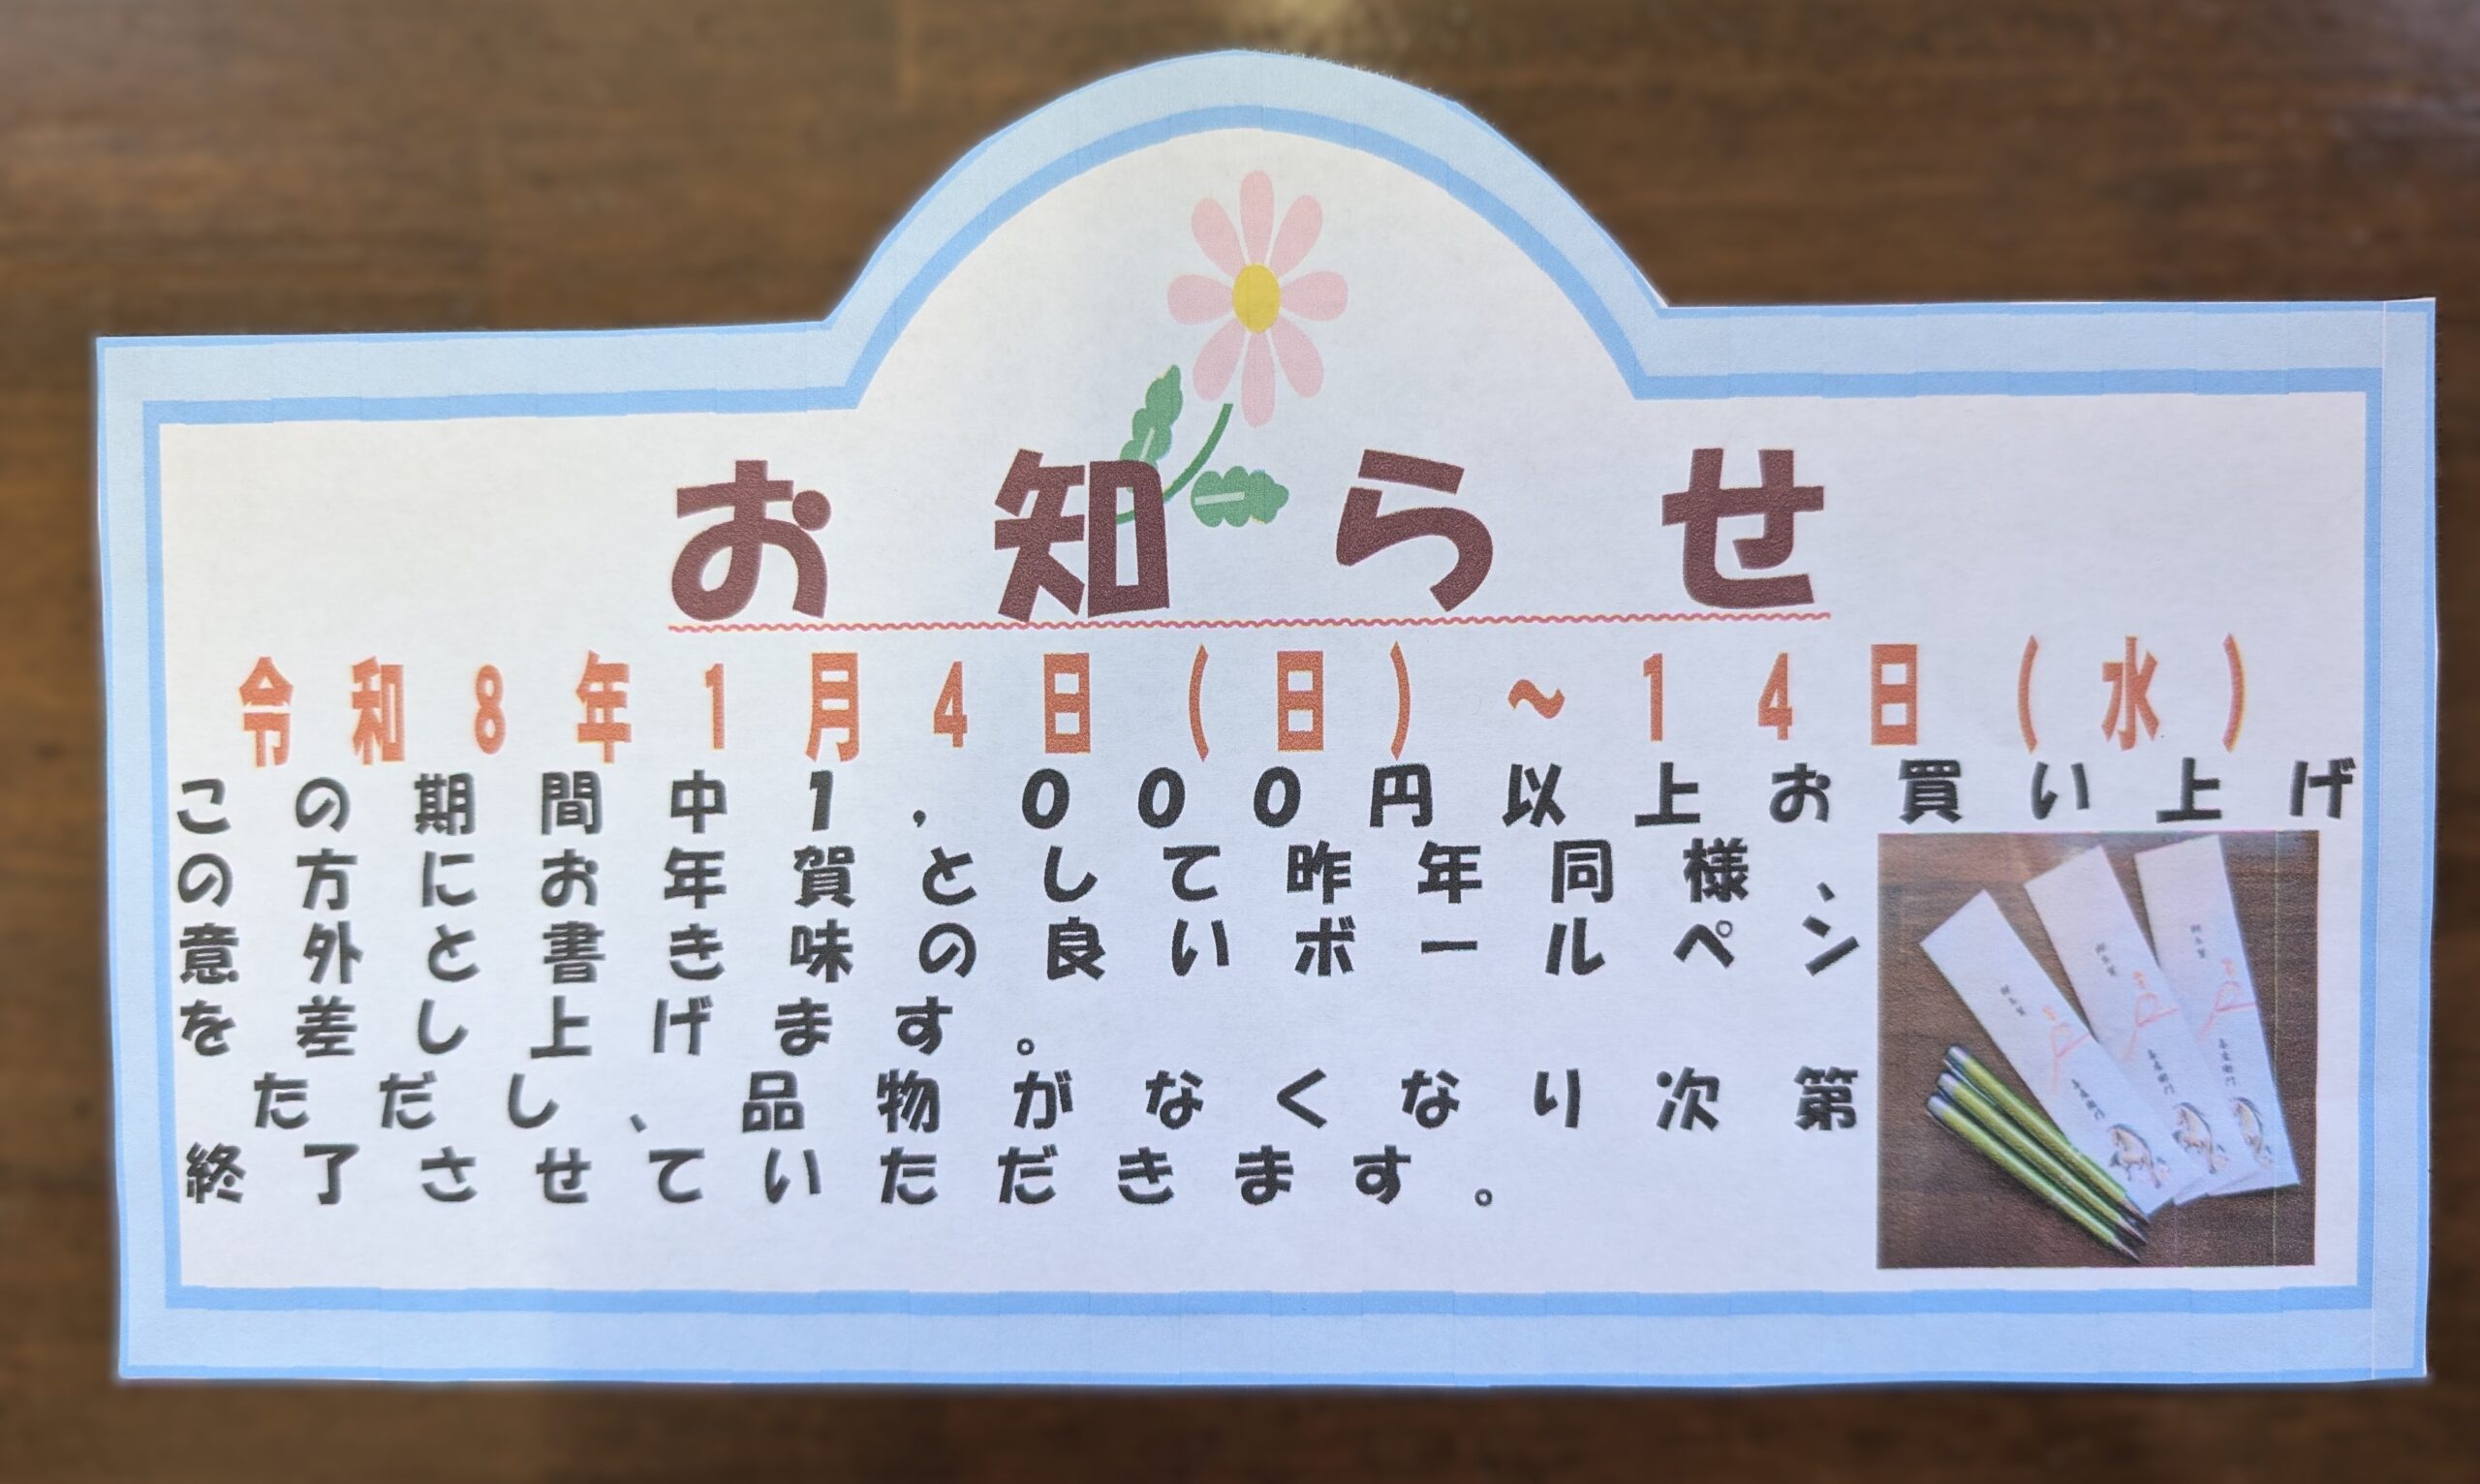 お知らせ
令和8年1月4日(日)~14日(水)
この期間中1,000円以上お買い上げ
の方にお年賀として昨年同様、
意外と書き味の良いボールペン
を差し上げます。
ただし、品物がなくなり次第
終了させていただきます。